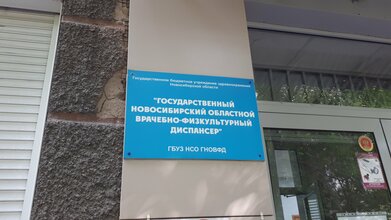 Государственное бюджетное учреждение здравоохранения
Новосибирской области
"ГОСУДАРСТВЕННЫЙ
НОВОСИБИРСКИЙ ОБЛАСТНОЙ
ВРАЧЕБНО-ФИЗКУЛЬТУРНЫЙ
ДИСПАНСЕР"
ГБУЗ НСО ГНОВФД